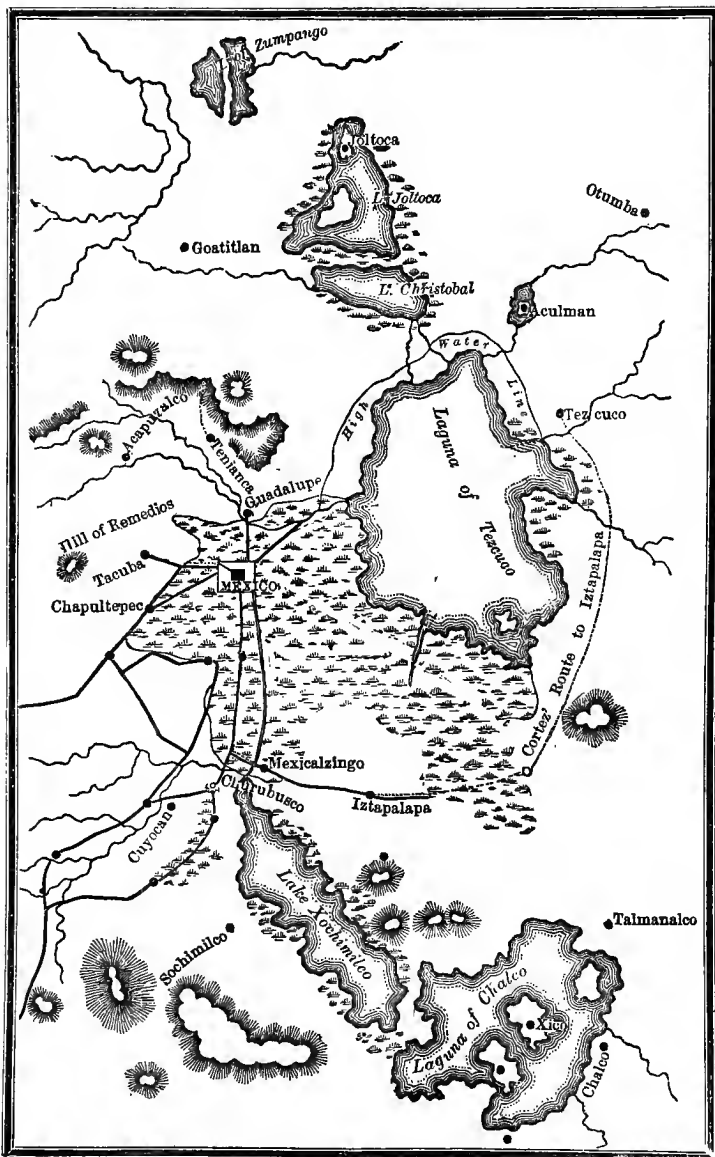 Zumpango
Joltoca
L. Joltoca
Otumba
Goatitlan
L. Christobal
Aculman
High Water Line
Tezcuco
Laguna of Tezcuco
Acapuzalco
Tenianca
Guadalupe
Hill of Remedios
Tacuba
MEXICO
Chapultepec
Cortez' Route to Iztapalapa
Mexicalzingo
Iztapalapa
Churubusco
Cuyocan
Lake Xochimilco
Sochimilco
Talmanalco
Laguna of Chalco
Xico
Chalco